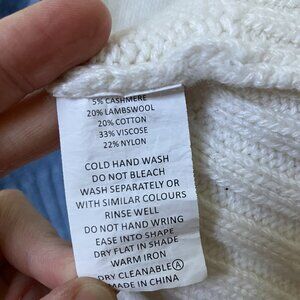 5% CASHMERE
20% LAMBSWOOL
20% COTTON
33% VISCOSE
22% NYLON
COLD HAND WASH
DO NOT BLEACH
WASH SEPARATELY OR
WITH SIMILAR COLOURS
RINSE WELL
DO NOT HAND WRING
EASE INTO SHAPE
DRY FLAT IN SHADE
WARM IRON
DRY CLEANABLE Ⓐ
MADE IN CHINA